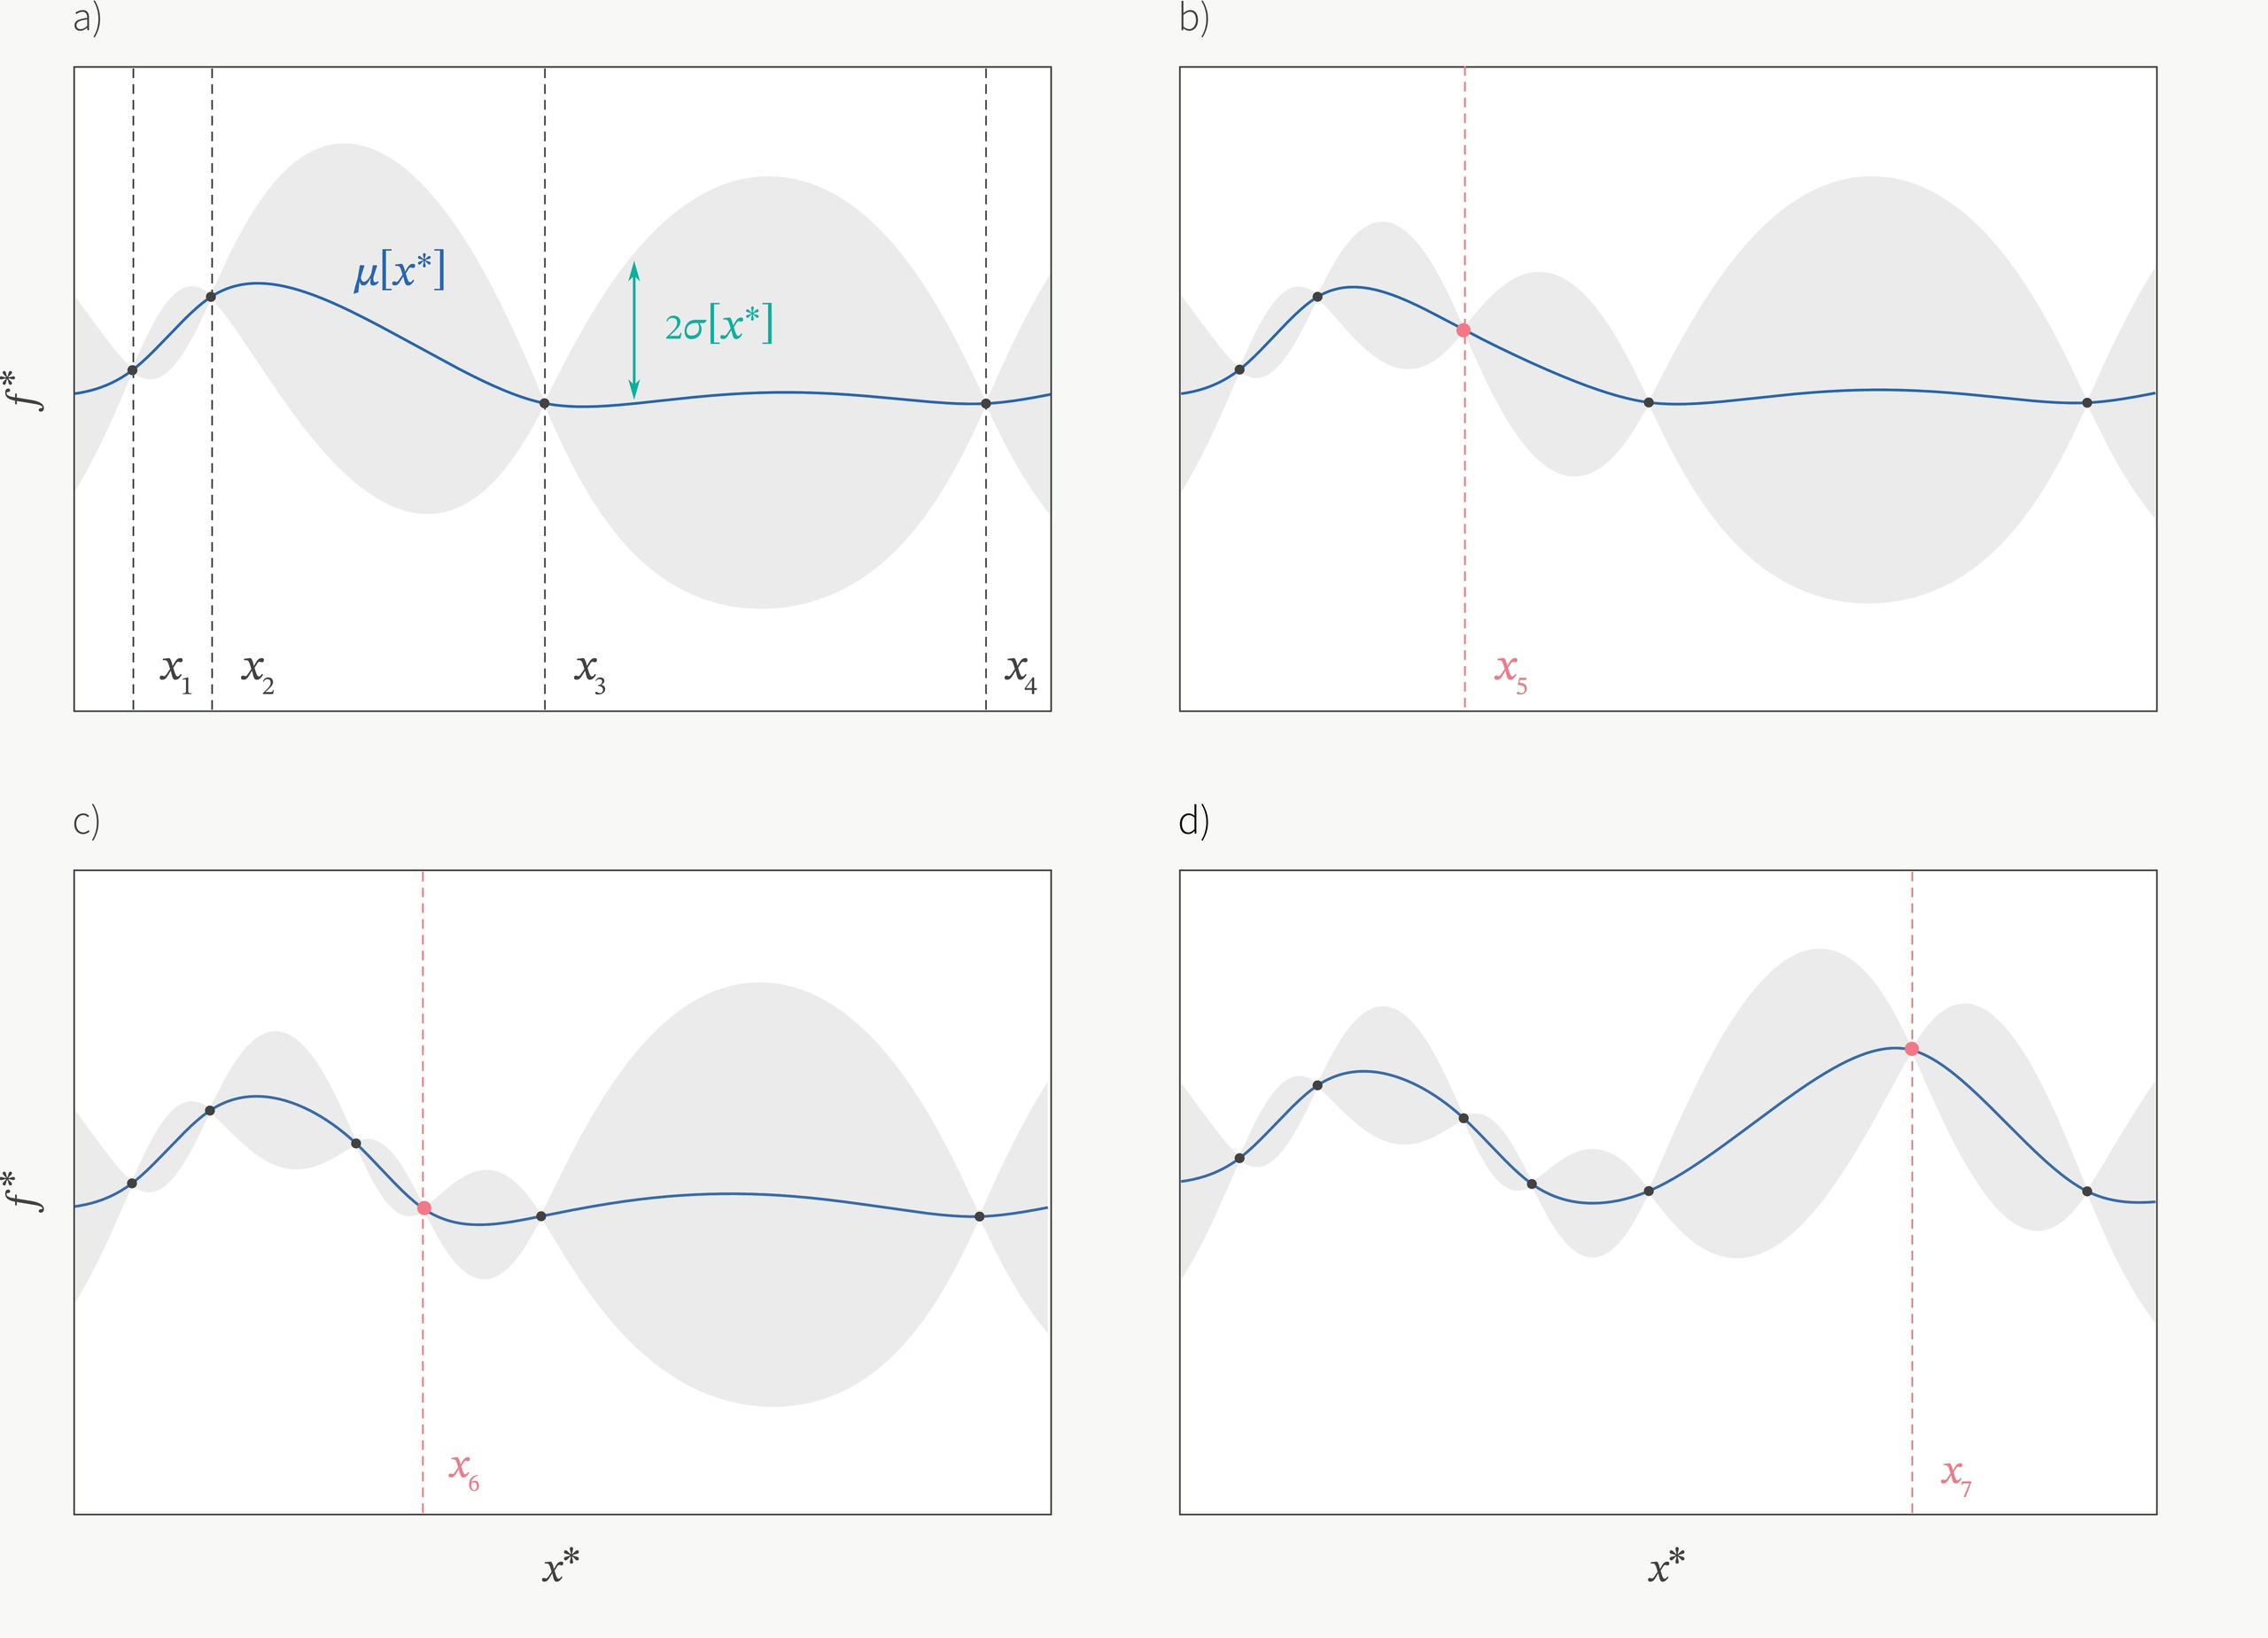 a)
b)
μ[x*]
2σ[x*]
f*
x₁ x₂ x₃ x₄
x₅
c)
d)
f*
x₆
x₇
x*
x*